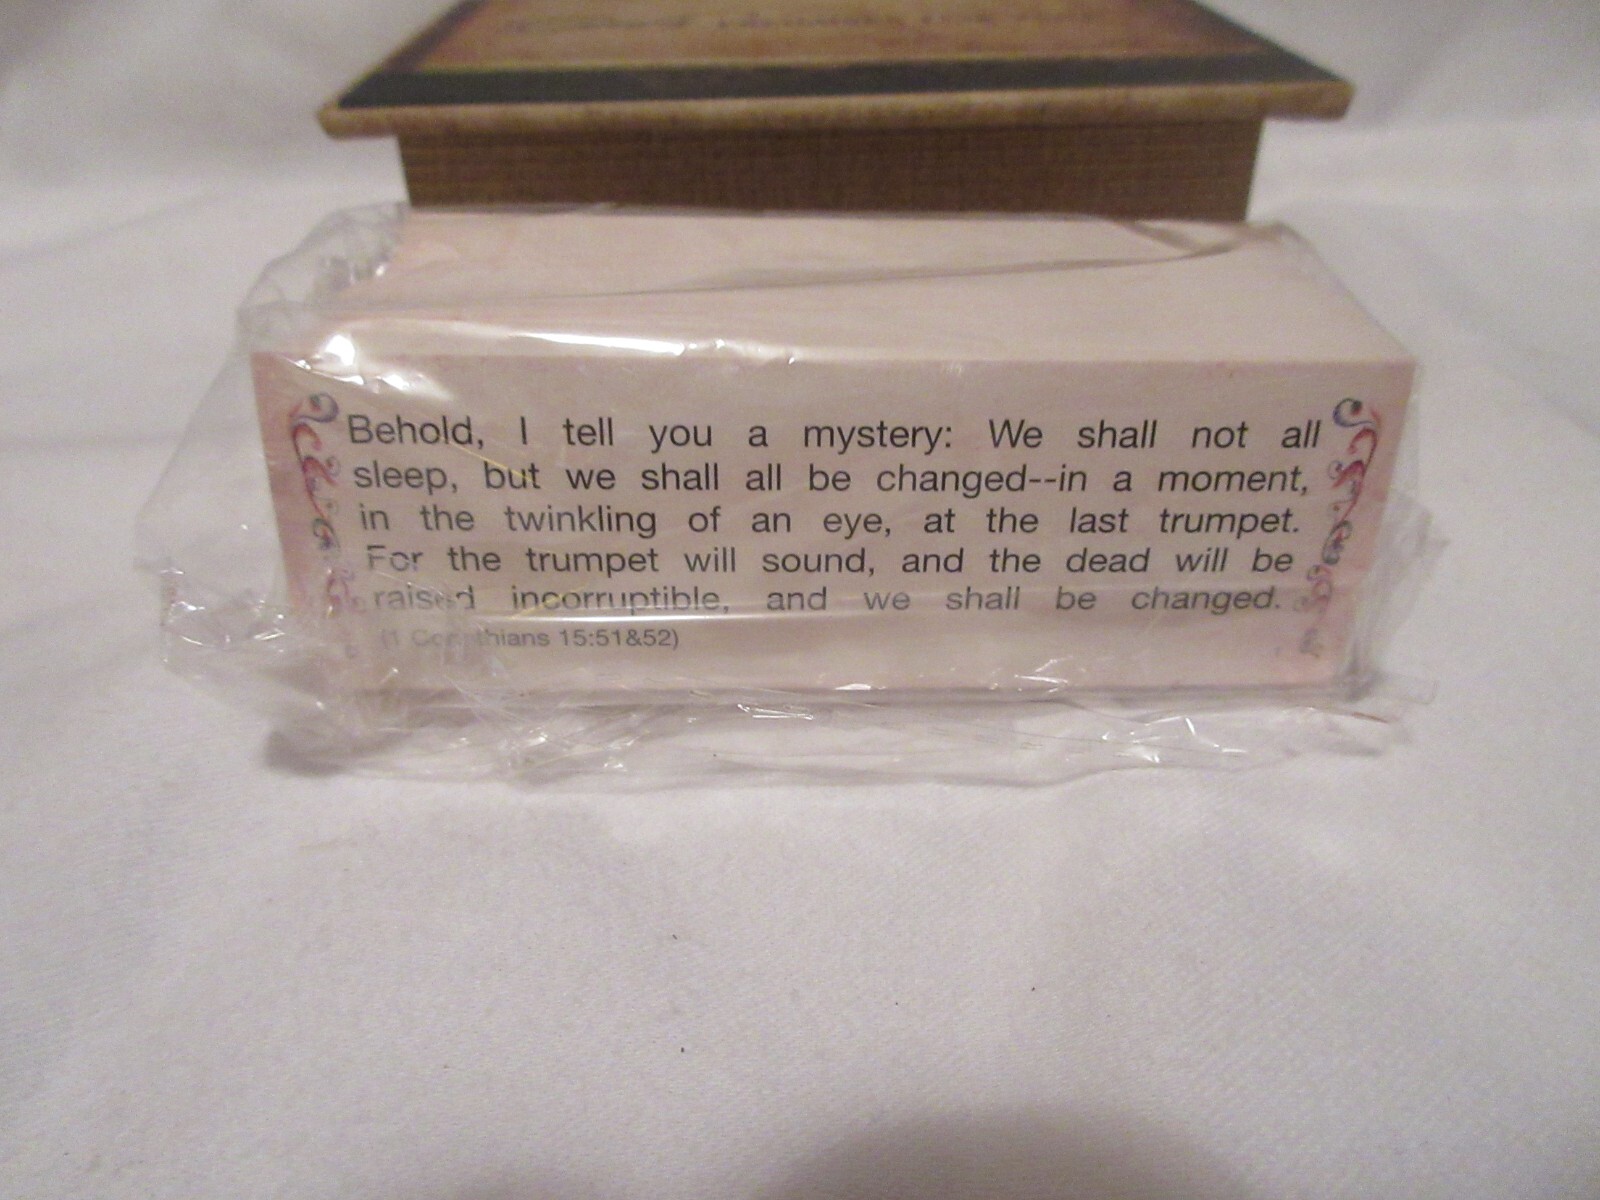 Behold, I tell you a mystery: We shall not all
sleep, but we shall all be changed--in a moment,
in the twinkling of an eye, at the last trumpet.
For the trumpet will sound, and the dead will be
raised incorruptible, and we shall be changed.
(1 Corinthians 15:51&52)